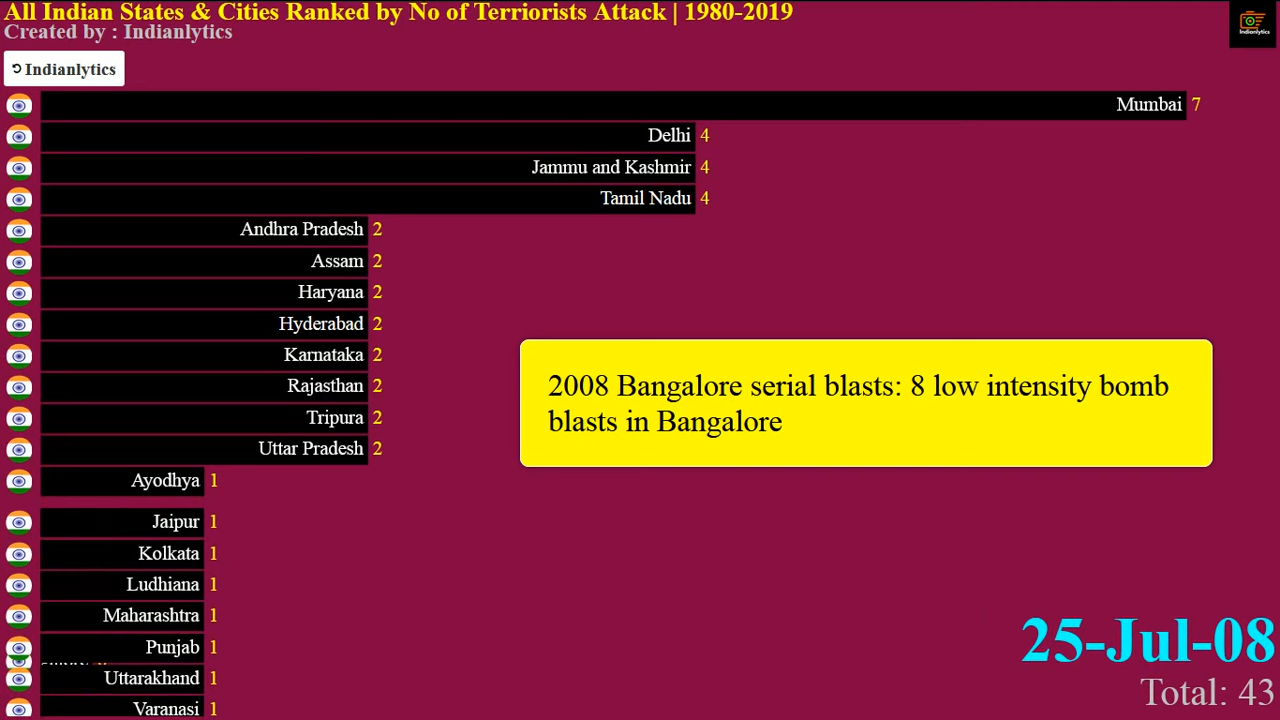 All Indian States & Cities Ranked by No of Terriorists Attack | 1980-2019
Created by : Indianlytics
Indianlytics
Indianlytics
Mumbai 7
Delhi 4
Jammu and Kashmir 4
Tamil Nadu 4
Andhra Pradesh 2
Assam 2
Haryana 2
Hyderabad 2
Karnataka 2
Rajasthan 2
Tripura 2
Uttar Pradesh 2
2008 Bangalore serial blasts: 8 low intensity bomb
blasts in Bangalore
Ayodhya 1
Jaipur 1
Kolkata 1
Ludhiana 1
Maharashtra 1
Punjab 1
Uttarakhand 1
Varanasi 1
25-Jul-08
Total: 43